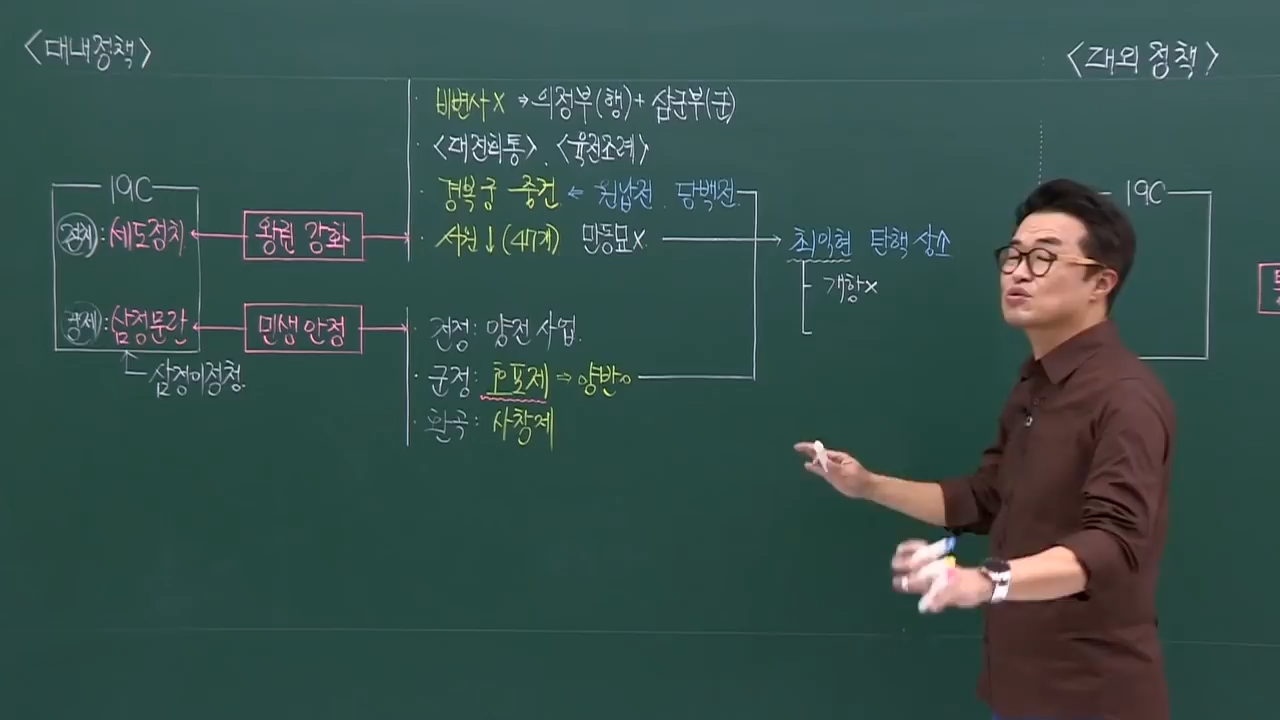 <대내정책>
<대외정책>
비변사 X → 의정부(행) + 삼군부(군)
<대전회통>, <육전조례>
19C
경복궁 중건 ⇐ 원납전, 당백전
19C
정치 : 세도정치
왕권 강화
서원↓(47개) 만동묘X
최익현 탄핵 상소
개항X
경제 : 삼정문란
민생 안정
전정 : 양전 사업
삼정이정청
군정 : 호포제 ⇒ 양반o
환곡 : 사창제